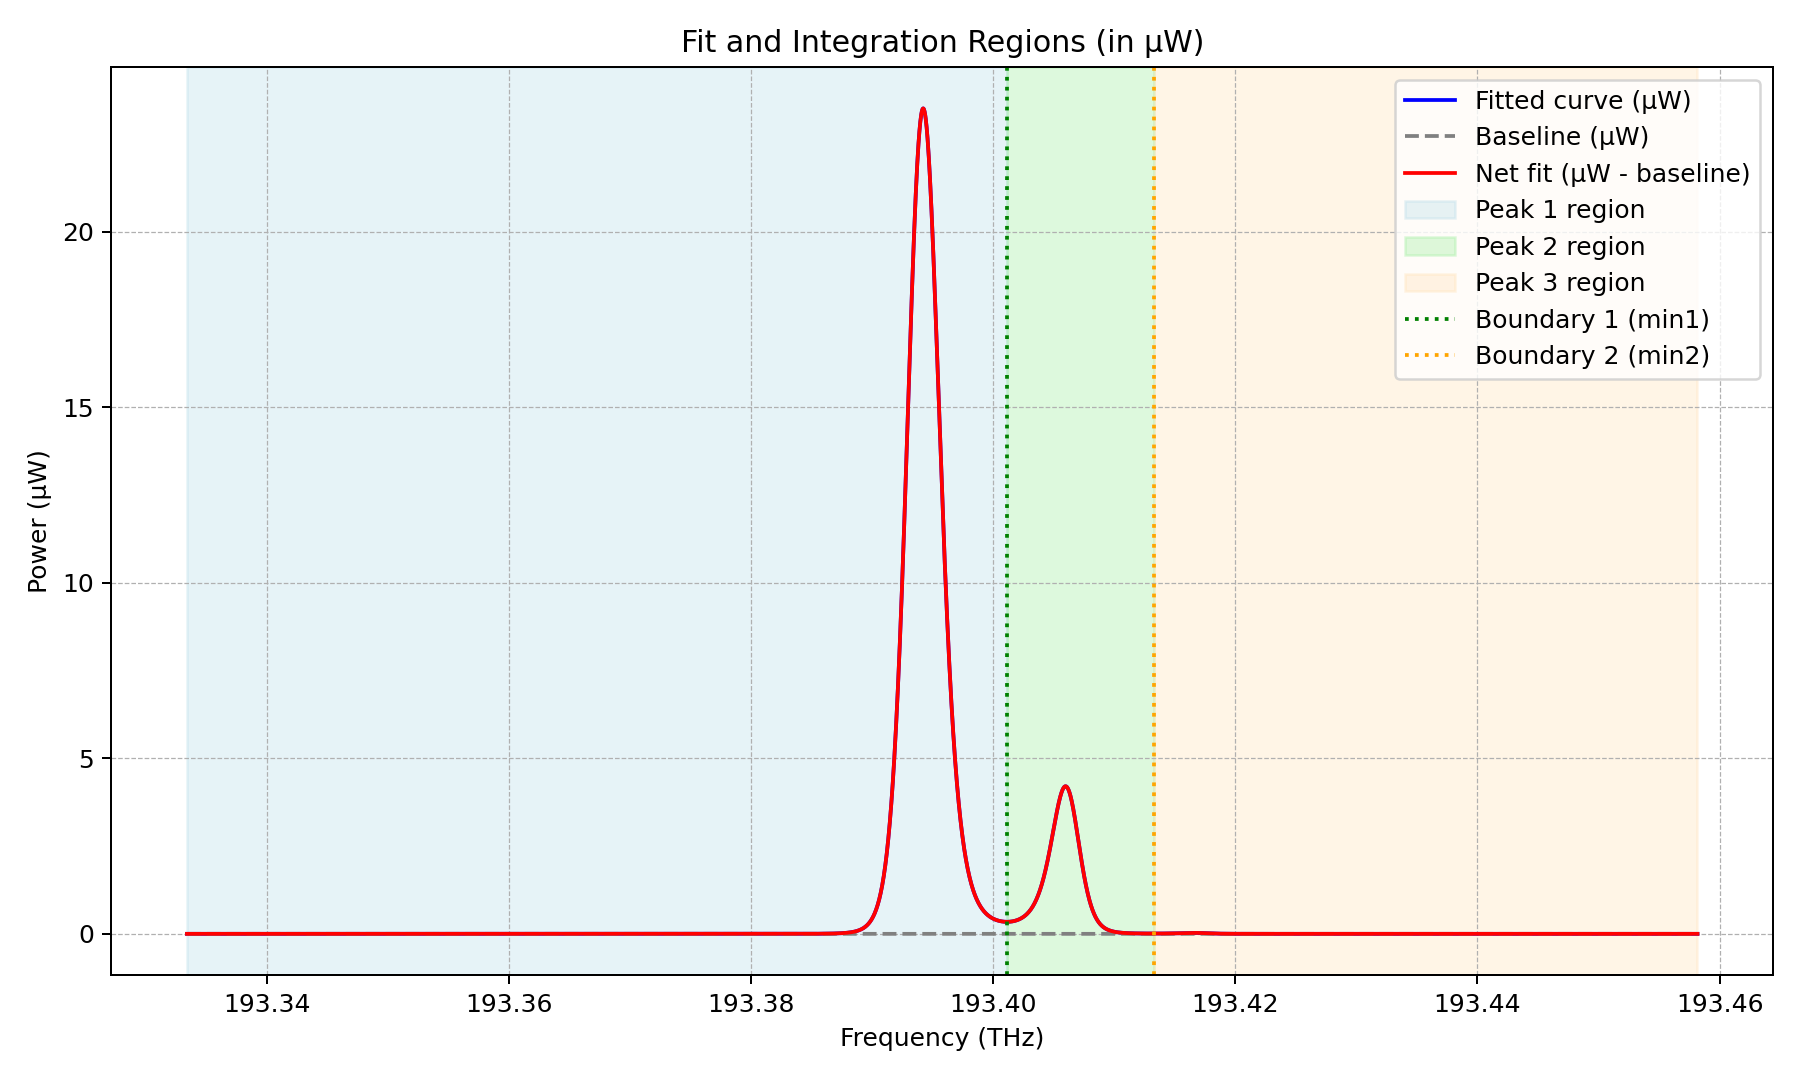 Fit and Integration Regions (in μW)
Fitted curve (μW)
Baseline (μW)
Net fit (μW - baseline)
Peak 1 region
Peak 2 region
Peak 3 region
Boundary 1 (min1)
Boundary 2 (min2)
Power (μW)
20
15
10
5
0
193.34 193.36 193.38 193.40 193.42 193.44 193.46
Frequency (THz)